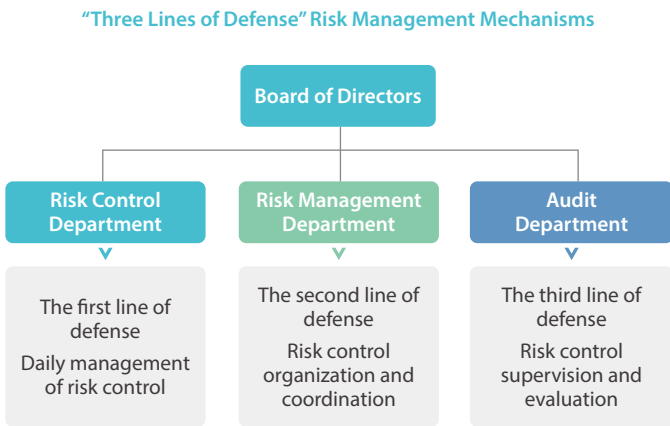 “Three Lines of Defense” Risk Management Mechanisms
Board of Directors
Risk Control
Department
Risk Management
Department
Audit
Department
The first line of
defense
Daily management
of risk control
The second line of
defense
Risk control
organization and
coordination
The third line of
defense
Risk control
supervision and
evaluation